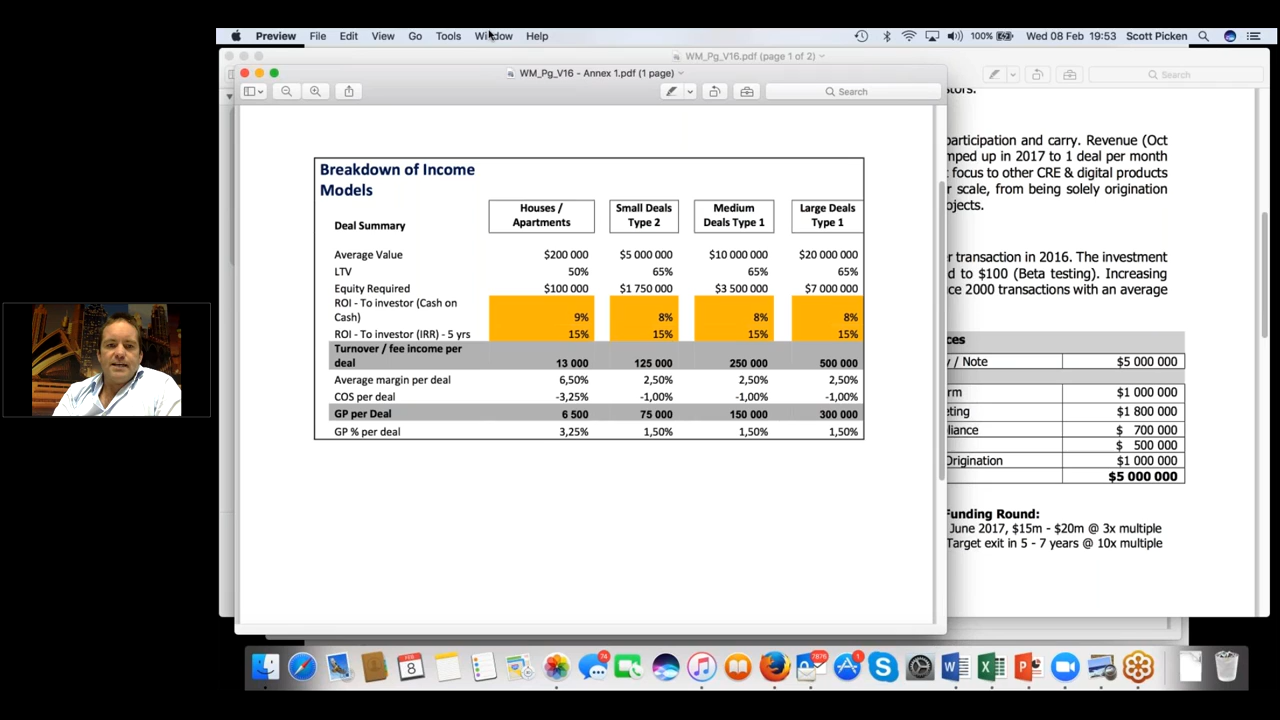 Preview File Edit View Go Tools Window Help
100% Wed 08 Feb 19:53 Scott Picken
WM_Pg_V16.pdf (page 1 of 2)
WM_Pg_V16 - Annex 1.pdf (1 page)
Search
Search
Breakdown of Income
Models
Deal Summary
Houses /
Apartments
Small Deals
Type 2
Medium
Deals Type 1
Large Deals
Type 1
Average Value $200 000 $5 000 000 $10 000 000 $20 000 000
LTV 50% 65% 65% 65%
Equity Required $100 000 $1 750 000 $3 500 000 $7 000 000
ROI - To investor (Cash on
Cash) 9% 8% 8% 8%
ROI - To investor (IRR) - 5 yrs 15% 15% 15% 15%
Turnover / fee income per
deal 13 000 125 000 250 000 500 000
Average margin per deal 6,50% 2,50% 2,50% 2,50%
COS per deal -3,25% -1,00% -1,00% -1,00%
GP per Deal 6 500 75 000 150 000 300 000
GP % per deal 3,25% 1,50% 1,50% 1,50%
participation and carry. Revenue (Oct
mped up in 2017 to 1 deal per month
focus to other CRE & digital products
r scale, from being solely origination
ojects.
r transaction in 2016. The investment
d to $100 (Beta testing). Increasing
ce 2000 transactions with an average
ces
/ Note $5 000 000
rm $1 000 000
eting $1 800 000
liance $ 700 000
$ 500 000
Origination $1 000 000
$5 000 000
Funding Round:
June 2017, $15m - $20m @ 3x multiple
Target exit in 5 - 7 years @ 10x multiple
FEB
8
74
7876
1